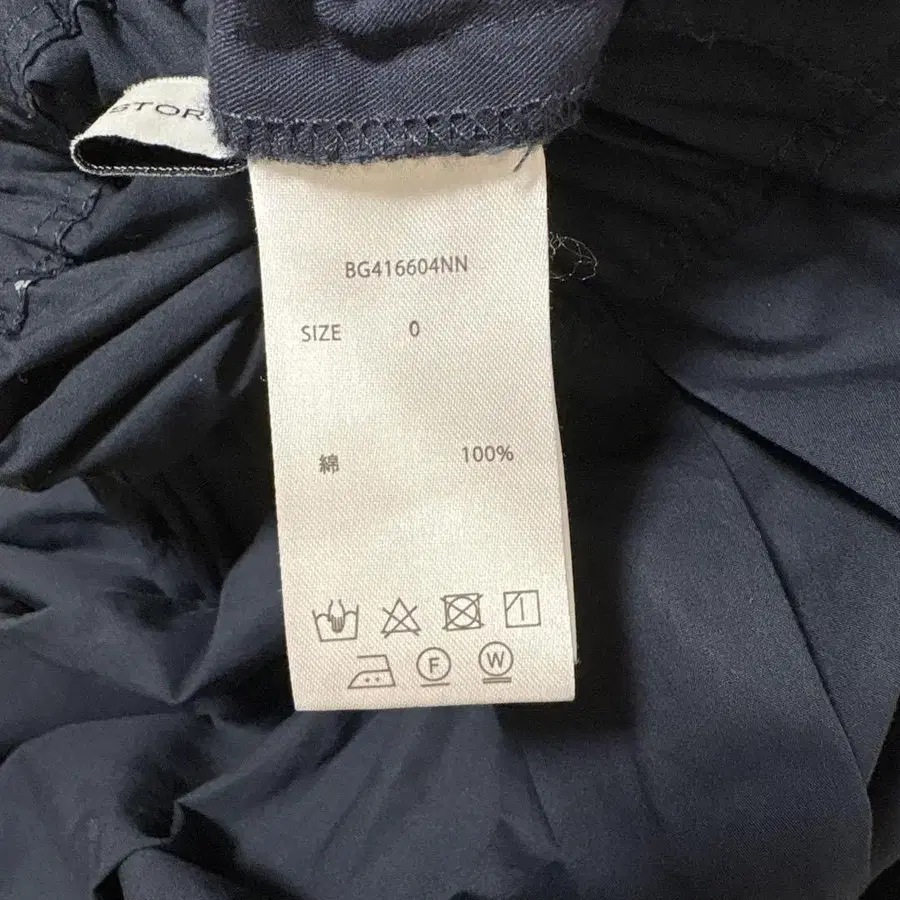 STOR
BG416604NN
SIZE 0
綿 100%
F W